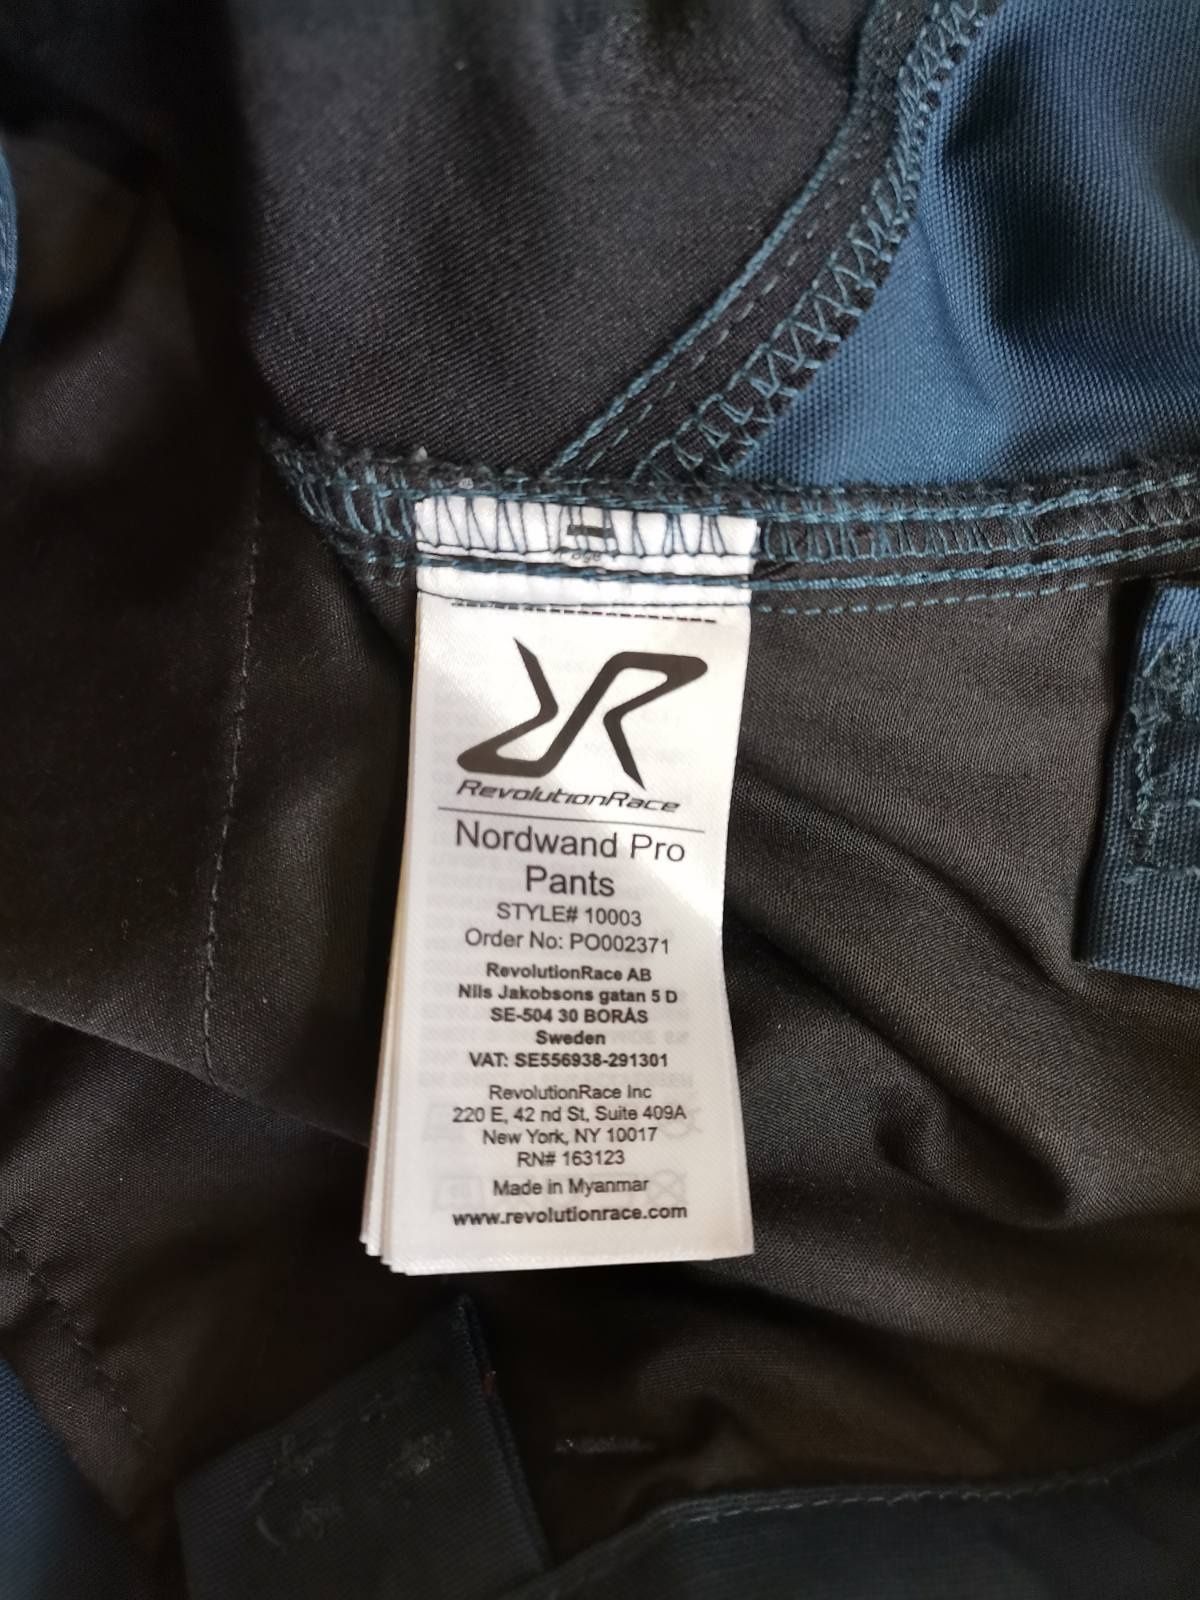 RevolutionRace
Nordwand Pro
Pants
STYLE# 10003
Order No: PO002371
RevolutionRace AB
Nils Jakobsons gatan 5 D
SE-504 30 BORÅS
Sweden
VAT: SE556938-291301
RevolutionRace Inc
220 E, 42 nd St, Suite 409A
New York, NY 10017
RN# 163123
Made in Myanmar
www.revolutionrace.com